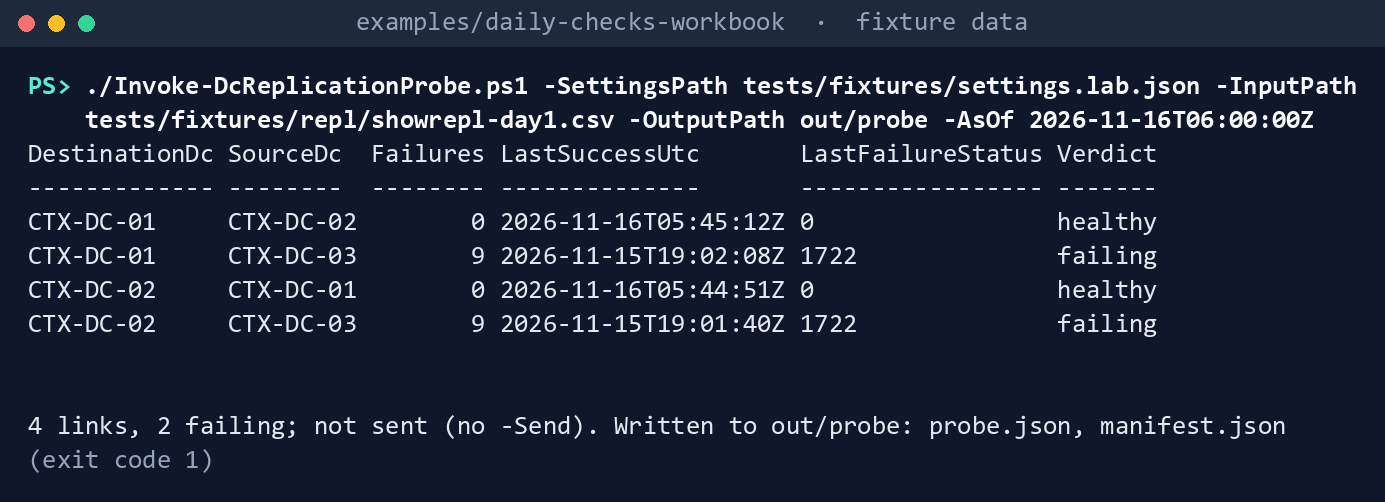 examples/daily-checks-workbook · fixture data
PS> ./Invoke-DcReplicationProbe.ps1 -SettingsPath tests/fixtures/settings.lab.json -InputPath
tests/fixtures/repl/showrepl-day1.csv -OutputPath out/probe -AsOf 2026-11-16T06:00:00Z
DestinationDc SourceDc  Failures LastSuccessUtc       LastFailureStatus Verdict
------------- --------  -------- --------------       ----------------- -------
CTX-DC-01     CTX-DC-02        0 2026-11-16T05:45:12Z 0                 healthy
CTX-DC-01     CTX-DC-03        9 2026-11-15T19:02:08Z 1722              failing
CTX-DC-02     CTX-DC-01        0 2026-11-16T05:44:51Z 0                 healthy
CTX-DC-02     CTX-DC-03        9 2026-11-15T19:01:40Z 1722              failing
4 links, 2 failing; not sent (no -Send). Written to out/probe: probe.json, manifest.json
(exit code 1)